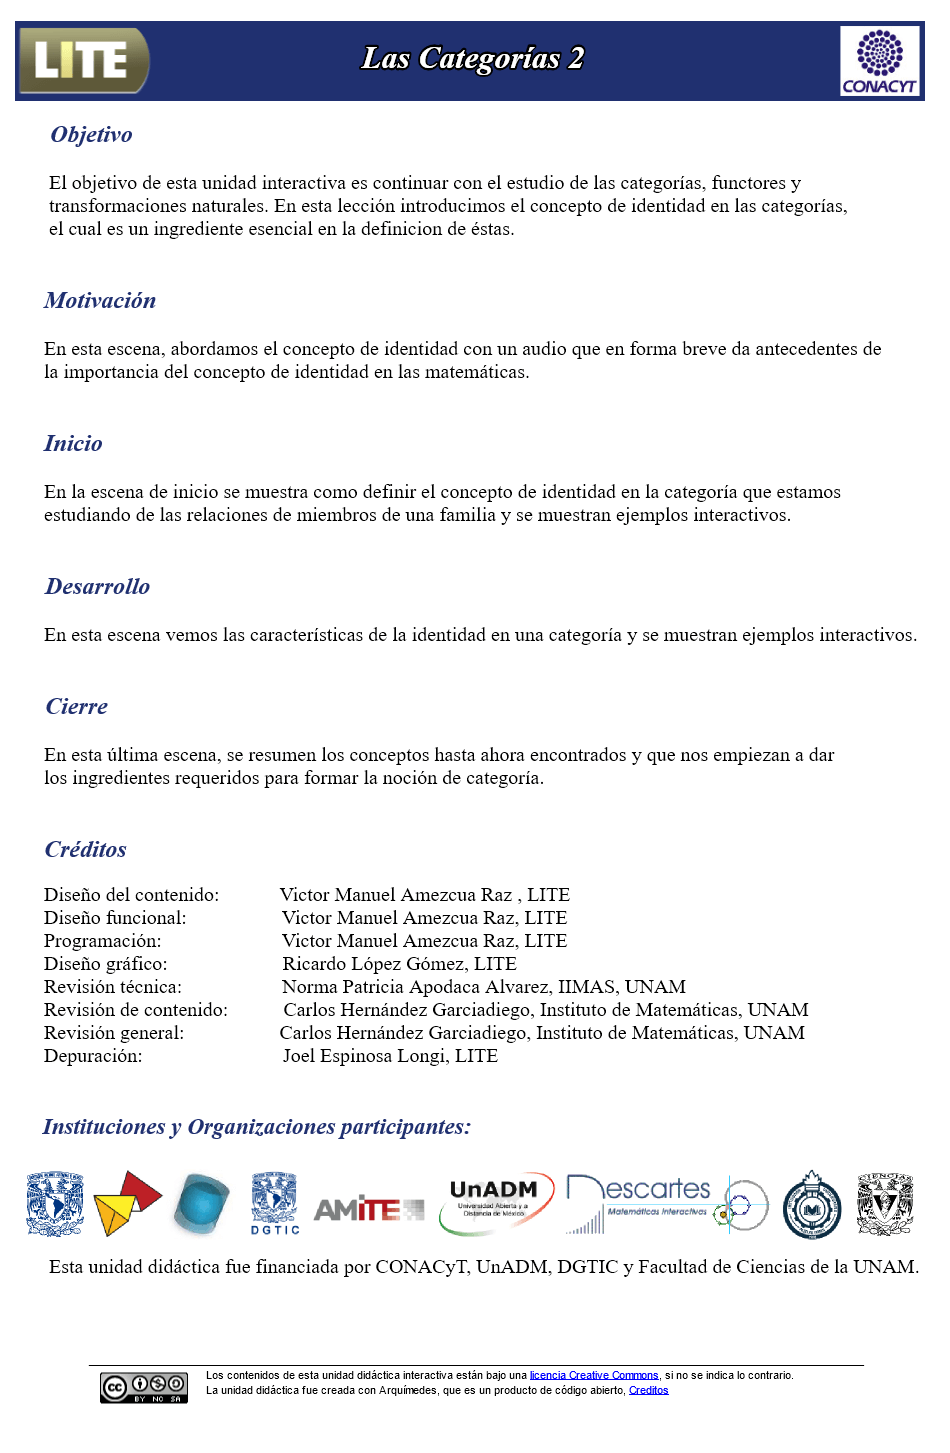 LITE
Las Categorías 2
CONACYT
Objetivo
El objetivo de esta unidad interactiva es continuar con el estudio de las categorías, functores y
transformaciones naturales. En esta lección introducimos el concepto de identidad en las categorías,
el cual es un ingrediente esencial en la definicion de éstas.
Motivación
En esta escena, abordamos el concepto de identidad con un audio que en forma breve da antecedentes de
la importancia del concepto de identidad en las matemáticas.
Inicio
En la escena de inicio se muestra como definir el concepto de identidad en la categoría que estamos
estudiando de las relaciones de miembros de una familia y se muestran ejemplos interactivos.
Desarrollo
En esta escena vemos las características de la identidad en una categoría y se muestran ejemplos interactivos.
Cierre
En esta última escena, se resumen los conceptos hasta ahora encontrados y que nos empiezan a dar
los ingredientes requeridos para formar la noción de categoría.
Créditos
Diseño del contenido: Victor Manuel Amezcua Raz , LITE
Diseño funcional: Victor Manuel Amezcua Raz, LITE
Programación: Victor Manuel Amezcua Raz, LITE
Diseño gráfico: Ricardo López Gómez, LITE
Revisión técnica: Norma Patricia Apodaca Alvarez, IIMAS, UNAM
Revisión de contenido: Carlos Hernández Garciadiego, Instituto de Matemáticas, UNAM
Revisión general: Carlos Hernández Garciadiego, Instituto de Matemáticas, UNAM
Depuración: Joel Espinosa Longi, LITE
Instituciones y Organizaciones participantes:
DGTIC
AMITE
UnADM
Universidad Abierta y a
Distancia de México
Descartes
Matemáticas Interactivas
Esta unidad didáctica fue financiada por CONACyT, UnADM, DGTIC y Facultad de Ciencias de la UNAM.
Los contenidos de esta unidad didáctica interactiva están bajo una licencia Creative Commons, si no se indica lo contrario.
La unidad didáctica fue creada con Arquímedes, que es un producto de código abierto, Creditos
cc
BY NC SA